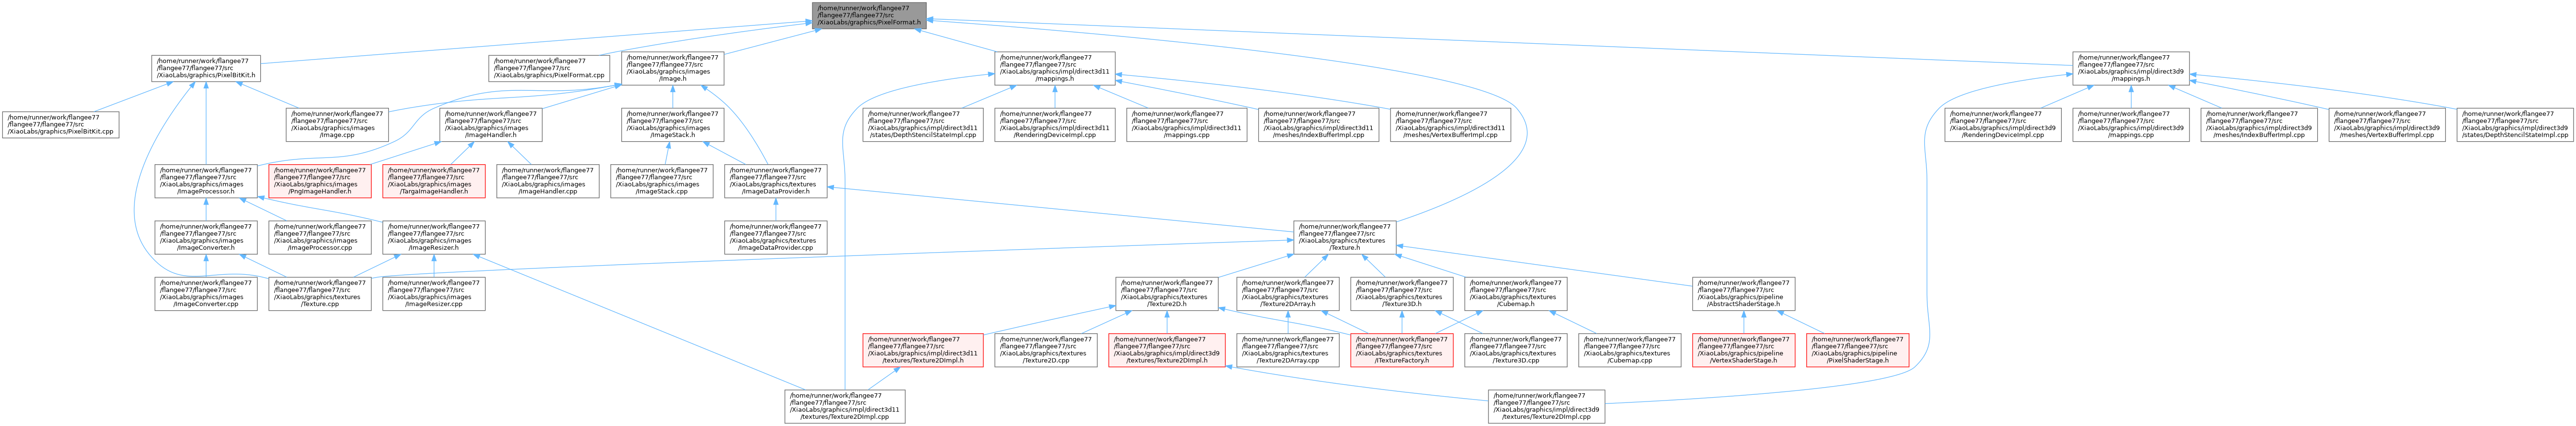 /home/runner/work/flangee77
/flangee77/flangee77/src
/XiaoLabs/graphics/PixelFormat.h
/home/runner/work/flangee77
/flangee77/flangee77/src
/XiaoLabs/graphics/PixelBitKit.h
/home/runner/work/flangee77
/flangee77/flangee77/src
/XiaoLabs/graphics/PixelFormat.cpp
/home/runner/work/flangee77
/flangee77/flangee77/src
/XiaoLabs/graphics/images
/Image.h
/home/runner/work/flangee77
/flangee77/flangee77/src
/XiaoLabs/graphics/impl/direct3d11
/mappings.h
/home/runner/work/flangee77
/flangee77/flangee77/src
/XiaoLabs/graphics/impl/direct3d9
/mappings.h
/home/runner/work/flangee77
/flangee77/flangee77/src
/XiaoLabs/graphics/PixelBitKit.cpp
/home/runner/work/flangee77
/flangee77/flangee77/src
/XiaoLabs/graphics/images
/Image.cpp
/home/runner/work/flangee77
/flangee77/flangee77/src
/XiaoLabs/graphics/images
/ImageHandler.h
/home/runner/work/flangee77
/flangee77/flangee77/src
/XiaoLabs/graphics/images
/ImageStack.h
/home/runner/work/flangee77
/flangee77/flangee77/src
/XiaoLabs/graphics/impl/direct3d11
/states/DepthStencilStateImpl.cpp
/home/runner/work/flangee77
/flangee77/flangee77/src
/XiaoLabs/graphics/impl/direct3d11
/RenderingDeviceImpl.cpp
/home/runner/work/flangee77
/flangee77/flangee77/src
/XiaoLabs/graphics/impl/direct3d11
/mappings.cpp
/home/runner/work/flangee77
/flangee77/flangee77/src
/XiaoLabs/graphics/impl/direct3d11
/meshes/IndexBufferImpl.cpp
/home/runner/work/flangee77
/flangee77/flangee77/src
/XiaoLabs/graphics/impl/direct3d11
/meshes/VertexBufferImpl.cpp
/home/runner/work/flangee77
/flangee77/flangee77/src
/XiaoLabs/graphics/impl/direct3d9
/RenderingDeviceImpl.cpp
/home/runner/work/flangee77
/flangee77/flangee77/src
/XiaoLabs/graphics/impl/direct3d9
/mappings.cpp
/home/runner/work/flangee77
/flangee77/flangee77/src
/XiaoLabs/graphics/impl/direct3d9
/meshes/IndexBufferImpl.cpp
/home/runner/work/flangee77
/flangee77/flangee77/src
/XiaoLabs/graphics/impl/direct3d9
/meshes/VertexBufferImpl.cpp
/home/runner/work/flangee77
/flangee77/flangee77/src
/XiaoLabs/graphics/impl/direct3d9
/states/DepthStencilStateImpl.cpp
/home/runner/work/flangee77
/flangee77/flangee77/src
/XiaoLabs/graphics/images
/ImageProcessor.h
/home/runner/work/flangee77
/flangee77/flangee77/src
/XiaoLabs/graphics/images
/PngImageHandler.h
/home/runner/work/flangee77
/flangee77/flangee77/src
/XiaoLabs/graphics/images
/TargaImageHandler.h
/home/runner/work/flangee77
/flangee77/flangee77/src
/XiaoLabs/graphics/images
/ImageHandler.cpp
/home/runner/work/flangee77
/flangee77/flangee77/src
/XiaoLabs/graphics/images
/ImageStack.cpp
/home/runner/work/flangee77
/flangee77/flangee77/src
/XiaoLabs/graphics/textures
/ImageDataProvider.h
/home/runner/work/flangee77
/flangee77/flangee77/src
/XiaoLabs/graphics/images
/ImageConverter.h
/home/runner/work/flangee77
/flangee77/flangee77/src
/XiaoLabs/graphics/images
/ImageProcessor.cpp
/home/runner/work/flangee77
/flangee77/flangee77/src
/XiaoLabs/graphics/images
/ImageResizer.h
/home/runner/work/flangee77
/flangee77/flangee77/src
/XiaoLabs/graphics/textures
/ImageDataProvider.cpp
/home/runner/work/flangee77
/flangee77/flangee77/src
/XiaoLabs/graphics/textures
/Texture.h
/home/runner/work/flangee77
/flangee77/flangee77/src
/XiaoLabs/graphics/images
/ImageConverter.cpp
/home/runner/work/flangee77
/flangee77/flangee77/src
/XiaoLabs/graphics/textures
/Texture.cpp
/home/runner/work/flangee77
/flangee77/flangee77/src
/XiaoLabs/graphics/images
/ImageResizer.cpp
/home/runner/work/flangee77
/flangee77/flangee77/src
/XiaoLabs/graphics/textures
/Texture2D.h
/home/runner/work/flangee77
/flangee77/flangee77/src
/XiaoLabs/graphics/textures
/Texture2DArray.h
/home/runner/work/flangee77
/flangee77/flangee77/src
/XiaoLabs/graphics/textures
/Texture3D.h
/home/runner/work/flangee77
/flangee77/flangee77/src
/XiaoLabs/graphics/textures
/Cubemap.h
/home/runner/work/flangee77
/flangee77/flangee77/src
/XiaoLabs/graphics/pipeline
/AbstractShaderStage.h
/home/runner/work/flangee77
/flangee77/flangee77/src
/XiaoLabs/graphics/impl/direct3d11
/textures/Texture2DImpl.h
/home/runner/work/flangee77
/flangee77/flangee77/src
/XiaoLabs/graphics/textures
/Texture2D.cpp
/home/runner/work/flangee77
/flangee77/flangee77/src
/XiaoLabs/graphics/impl/direct3d9
/textures/Texture2DImpl.h
/home/runner/work/flangee77
/flangee77/flangee77/src
/XiaoLabs/graphics/textures
/Texture2DArray.cpp
/home/runner/work/flangee77
/flangee77/flangee77/src
/XiaoLabs/graphics/textures
/ITextureFactory.h
/home/runner/work/flangee77
/flangee77/flangee77/src
/XiaoLabs/graphics/textures
/Texture3D.cpp
/home/runner/work/flangee77
/flangee77/flangee77/src
/XiaoLabs/graphics/textures
/Cubemap.cpp
/home/runner/work/flangee77
/flangee77/flangee77/src
/XiaoLabs/graphics/pipeline
/VertexShaderStage.h
/home/runner/work/flangee77
/flangee77/flangee77/src
/XiaoLabs/graphics/pipeline
/PixelShaderStage.h
/home/runner/work/flangee77
/flangee77/flangee77/src
/XiaoLabs/graphics/impl/direct3d11
/textures/Texture2DImpl.cpp
/home/runner/work/flangee77
/flangee77/flangee77/src
/XiaoLabs/graphics/impl/direct3d9
/textures/Texture2DImpl.cpp